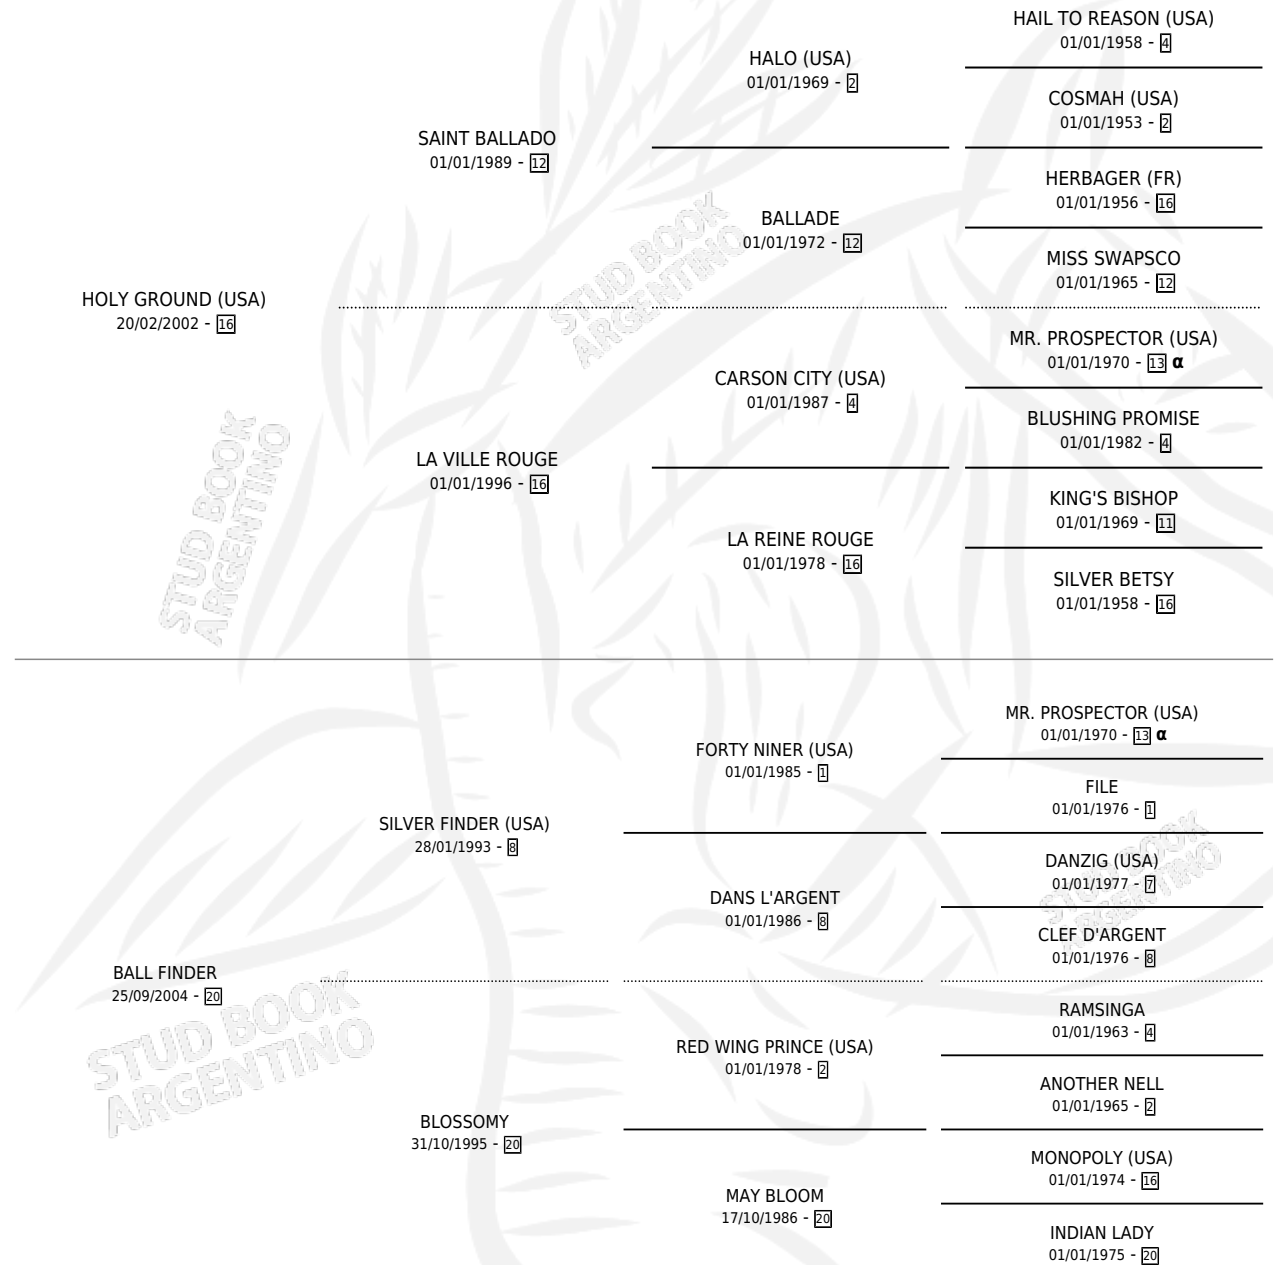 HAIL TO REASON (USA)
01/01/1958 - 4
HALO (USA)
01/01/1969 - 2
COSMAH (USA)
01/01/1953 - 2
SAINT BALLADO
01/01/1989 - 12
HERBAGER (FR)
01/01/1956 - 16
BALLADE
01/01/1972 - 12
MISS SWAPSCO
01/01/1965 - 12
HOLY GROUND (USA)
20/02/2002 - 16
MR. PROSPECTOR (USA)
01/01/1970 - 13 α
CARSON CITY (USA)
01/01/1987 - 4
BLUSHING PROMISE
01/01/1982 - 4
LA VILLE ROUGE
01/01/1996 - 16
KING'S BISHOP
01/01/1969 - 11
LA REINE ROUGE
01/01/1978 - 16
SILVER BETSY
01/01/1958 - 16
MR. PROSPECTOR (USA)
01/01/1970 - 13 α
FORTY NINER (USA)
01/01/1985 - 1
FILE
01/01/1976 - 1
SILVER FINDER (USA)
28/01/1993 - 8
DANZIG (USA)
01/01/1977 - 7
DANS L'ARGENT
01/01/1986 - 8
CLEF D'ARGENT
01/01/1976 - 8
BALL FINDER
25/09/2004 - 20
RAMSINGA
01/01/1963 - 4
RED WING PRINCE (USA)
01/01/1978 - 2
ANOTHER NELL
01/01/1965 - 2
BLOSSOMY
31/10/1995 - 20
MONOPOLY (USA)
01/01/1974 - 16
MAY BLOOM
17/10/1986 - 20
INDIAN LADY
01/01/1975 - 20
STUD BOOK
ARGENTINO
STUD BOOK
ARGENTINO
STUD BOOK
ARGENTINO
STUD BOOK
ARGENTINO